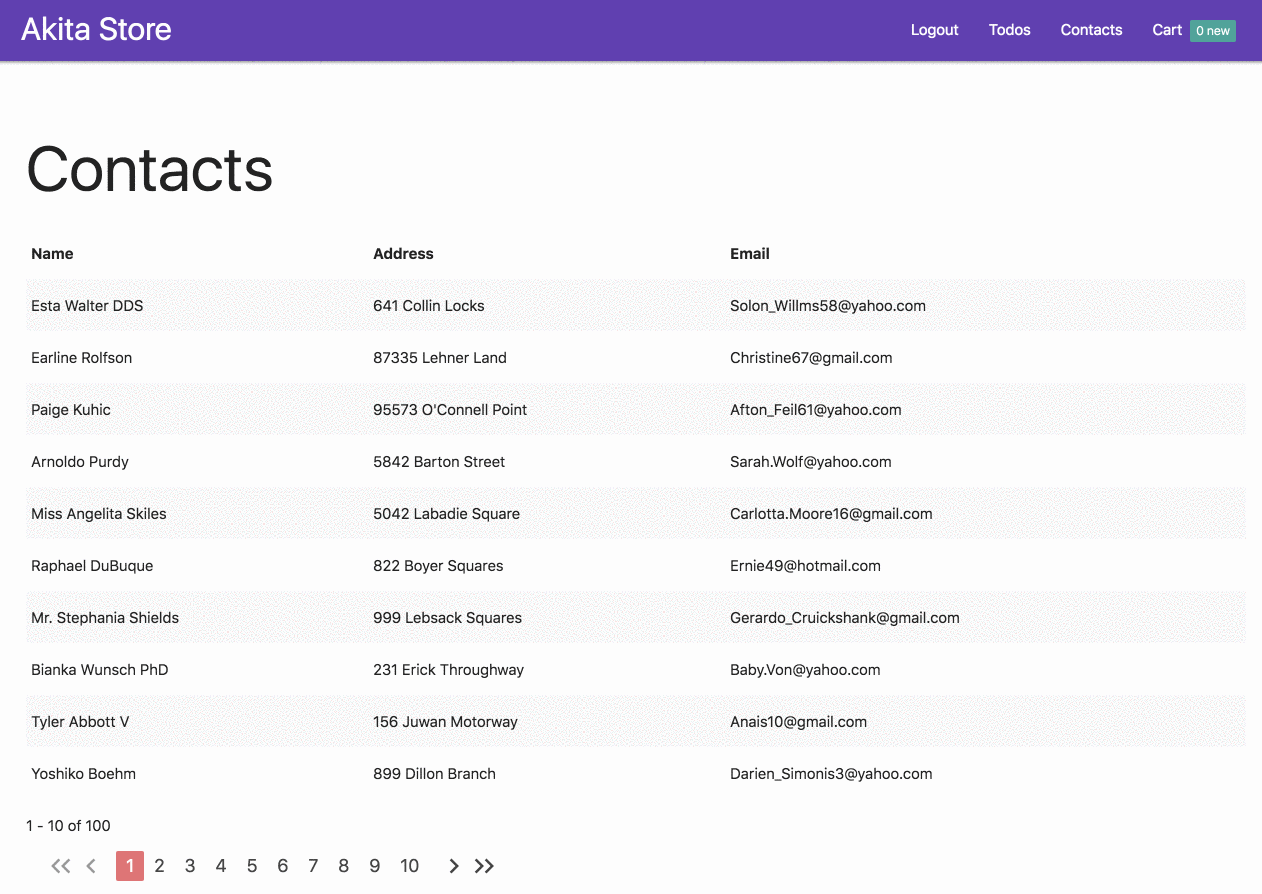 Akita Store Logout Todos Contacts Cart 0 new
Contacts
Name Address Email
Esta Walter DDS 641 Collin Locks Solon_Willms58@yahoo.com
Earline Rolfson 87335 Lehner Land Christine67@gmail.com
Paige Kuhic 95573 O'Connell Point Afton_Feil61@yahoo.com
Arnoldo Purdy 5842 Barton Street Sarah.Wolf@yahoo.com
Miss Angelita Skiles 5042 Labadie Square Carlotta.Moore16@gmail.com
Raphael DuBuque 822 Boyer Squares Ernie49@hotmail.com
Mr. Stephania Shields 999 Lebsack Squares Gerardo_Cruickshank@gmail.com
Bianka Wunsch PhD 231 Erick Throughway Baby.Von@yahoo.com
Tyler Abbott V 156 Juwan Motorway Anais10@gmail.com
Yoshiko Boehm 899 Dillon Branch Darien_Simonis3@yahoo.com
1 - 10 of 100
<< < 1 2 3 4 5 6 7 8 9 10 > >>